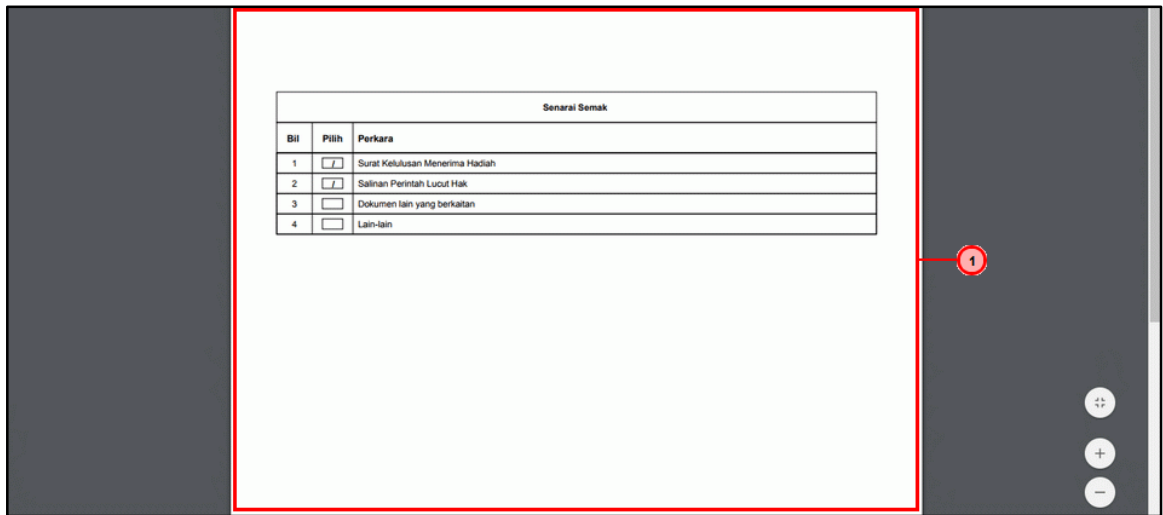 Senarai Semak
Bil Pilih Perkara
1 / Surat Kelulusan Menerima Hadiah
2 / Salinan Perintah Lucut Hak
3 Dokumen lain yang berkaitan
4 Lain-lain
1